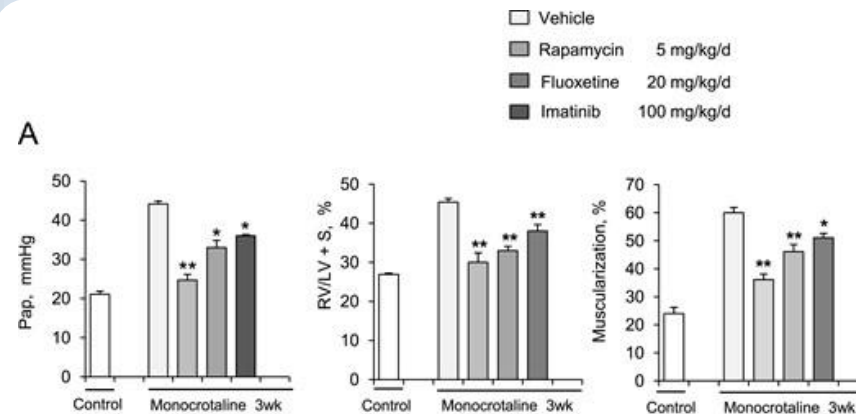 Vehicle
Rapamycin 5 mg/kg/d
Fluoxetine 20 mg/kg/d
Imatinib 100 mg/kg/d
A
Pap, mmHg
50
40
30
20
10
0
** * *
Control Monocrotaline 3wk
RV/LV + S, %
50
40
30
20
10
0
** ** **
Control Monocrotaline 3wk
Muscularization, %
70
60
50
40
30
20
10
0
** ** *
Control Monocrotaline 3wk